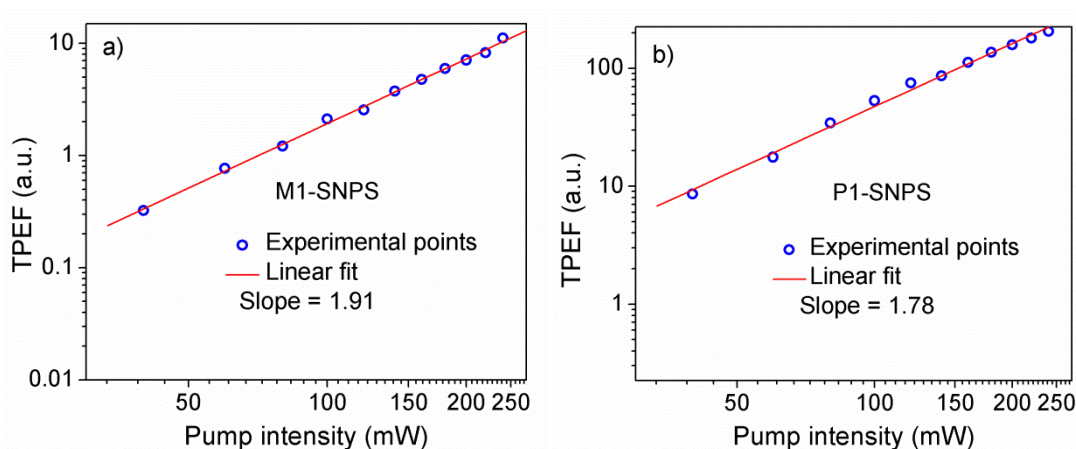 a)
10
1
0.1
0.01
TPEF (a.u.)
M1-SNPS
Experimental points
Linear fit
Slope = 1.91
50
100
150
200
250
Pump intensity (mW)
b)
100
10
1
TPEF (a.u.)
P1-SNPS
Experimental points
Linear fit
Slope = 1.78
50
100
150
200
250
Pump intensity (mW)